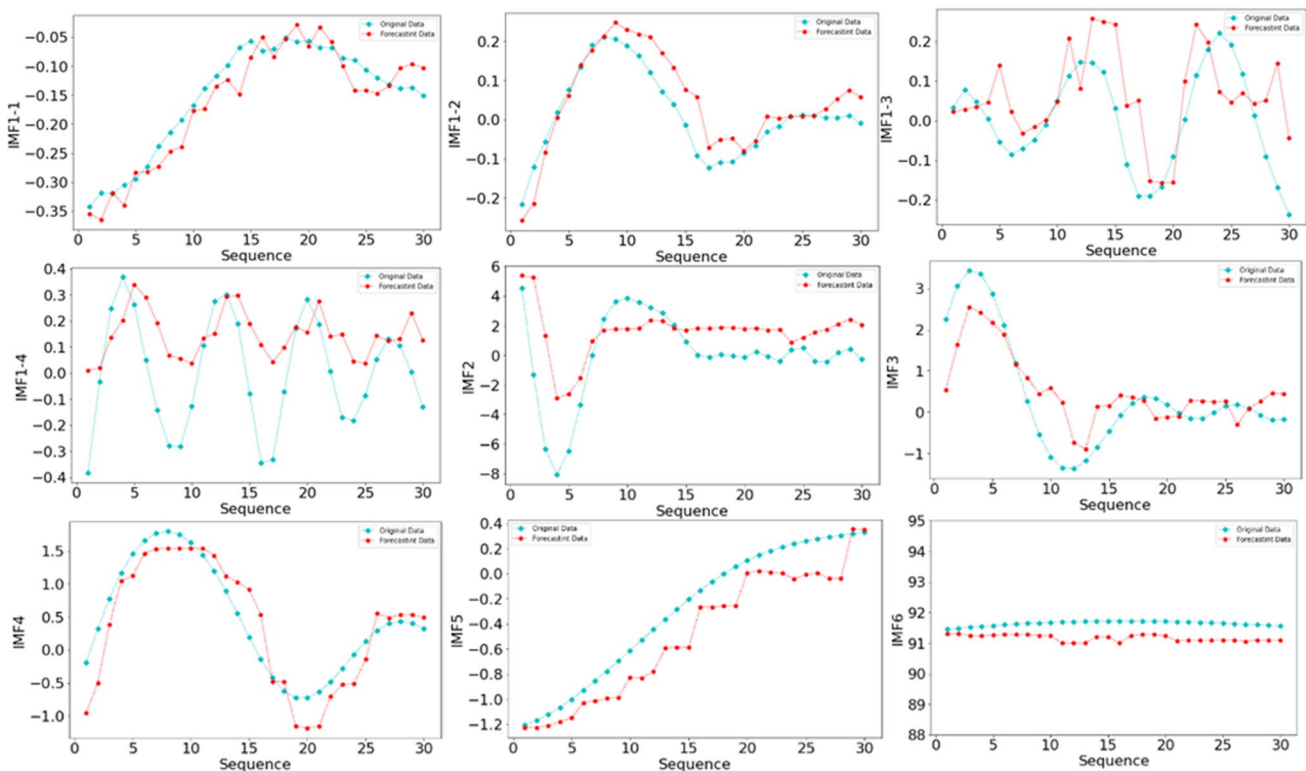 IMF1-1
-0.05
-0.10
-0.15
-0.20
-0.25
-0.30
-0.35
0 5 10 15 20 25 30
Sequence
Original Data
Forecastint Data
IMF1-2
0.2
0.1
0.0
-0.1
-0.2
0 5 10 15 20 25 30
Sequence
Original Data
Forecastint Data
IMF1-3
0.2
0.1
0.0
-0.1
-0.2
0 5 10 15 20 25 30
Sequence
Original Data
Forecastint Data
IMF1-4
0.4
0.3
0.2
0.1
0.0
-0.1
-0.2
-0.3
-0.4
0 5 10 15 20 25 30
Sequence
Original Data
Forecastint Data
IMF2
6
4
2
0
-2
-4
-6
-8
0 5 10 15 20 25 30
Sequence
Original Data
Forecastint Data
IMF3
3
2
1
0
-1
0 5 10 15 20 25 30
Sequence
Original Data
Forecastint Data
IMF4
1.5
1.0
0.5
0.0
-0.5
-1.0
0 5 10 15 20 25 30
Sequence
Original Data
Forecastint Data
IMF5
0.4
0.2
0.0
-0.2
-0.4
-0.6
-0.8
-1.0
-1.2
0 5 10 15 20 25 30
Sequence
Original Data
Forecastint Data
IMF6
95
94
93
92
91
90
89
88
0 5 10 15 20 25 30
Sequence
Original Data
Forecastint Data